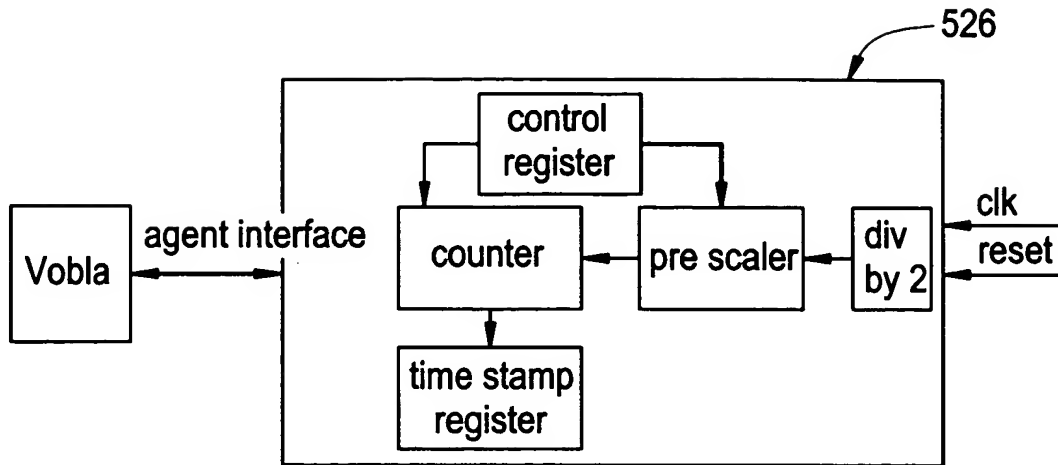 526
control
register
clk
reset
agent interface
Vobla
counter
pre scaler
div
by 2
time stamp
register